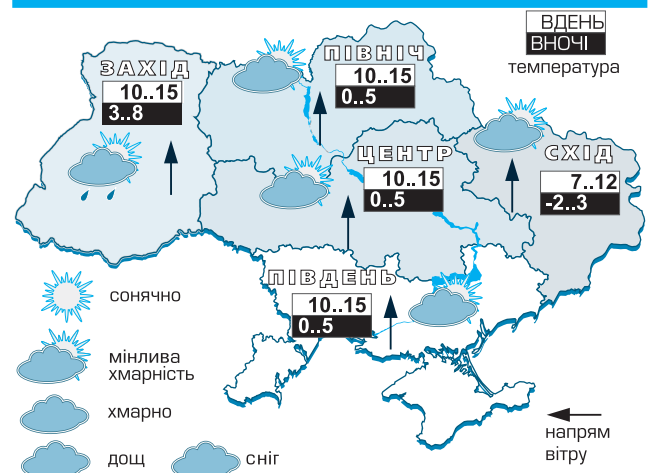 ВДЕНЬ
ВНОЧІ
температура
ЗАХІД
10..15
3..8
ПІВНІЧ
10..15
0..5
ЦЕНТР
10..15
0..5
СХІД
7..12
-2..3
ПІВДЕНЬ
10..15
0..5
сонячно
мінлива
хмарність
хмарно
дощ
сніг
напрям
вітру